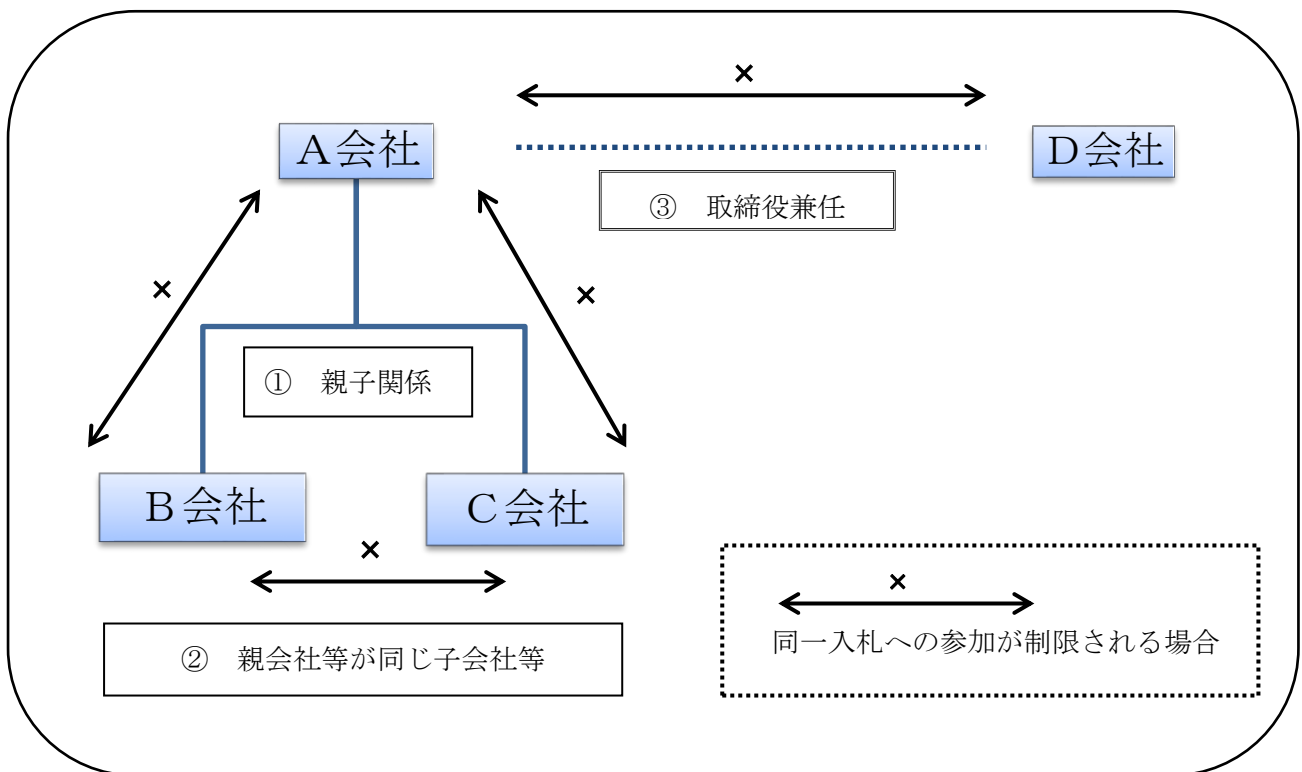 ×
A会社
D会社
③ 取締役兼任
×
×
① 親子関係
B会社
C会社
×
② 親会社等が同じ子会社等
×
同一入札への参加が制限される場合